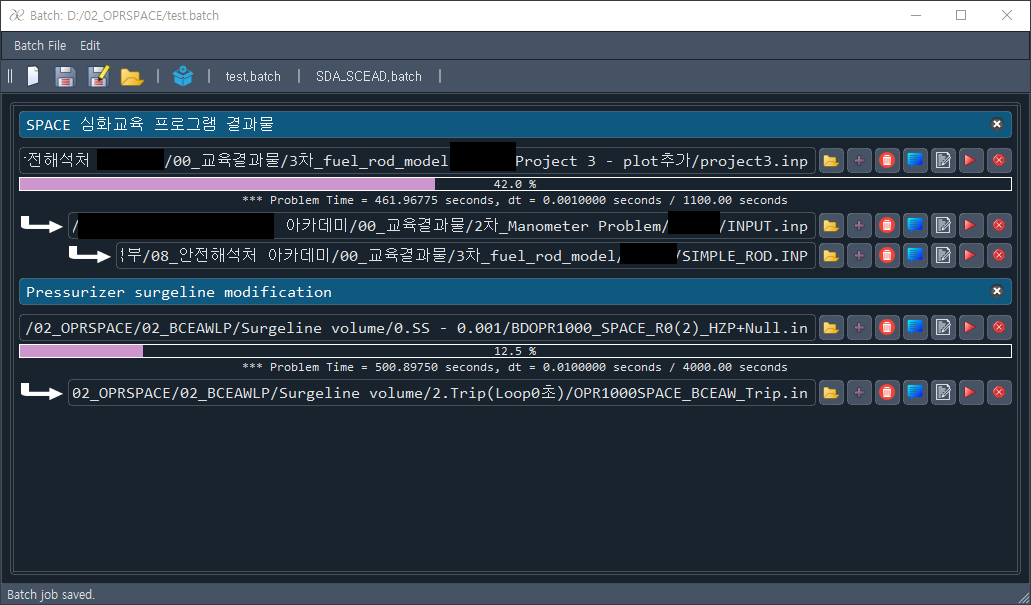 Batch: D:/02_OPRSPACE/test.batch
Batch File Edit
test.batch SDA_SCEAD.batch
SPACE 심화교육 프로그램 결과물
전해석처 /00_교육결과물/3차_fuel_rod_model Project 3 - plot추가/project3.inp
42.0 %
*** Problem Time = 461.96775 seconds, dt = 0.0010000 seconds / 1100.00 seconds
/ 아카데미/00_교육결과물/2차_Manometer Problem/ /INPUT.inp
부/08_안전해석처 아카데미/00_교육결과물/3차_fuel_rod_model/ /SIMPLE_ROD.INP
Pressurizer surgeline modification
/02_OPRSPACE/02_BCEAWLP/Surgeline volume/0.SS - 0.001/BDOPR1000_SPACE_R0(2)_HZP+Null.in
12.5 %
*** Problem Time = 500.89750 seconds, dt = 0.0100000 seconds / 4000.00 seconds
02_OPRSPACE/02_BCEAWLP/Surgeline volume/2.Trip(Loop0초)/OPR1000SPACE_BCEAW_Trip.in
Batch job saved.